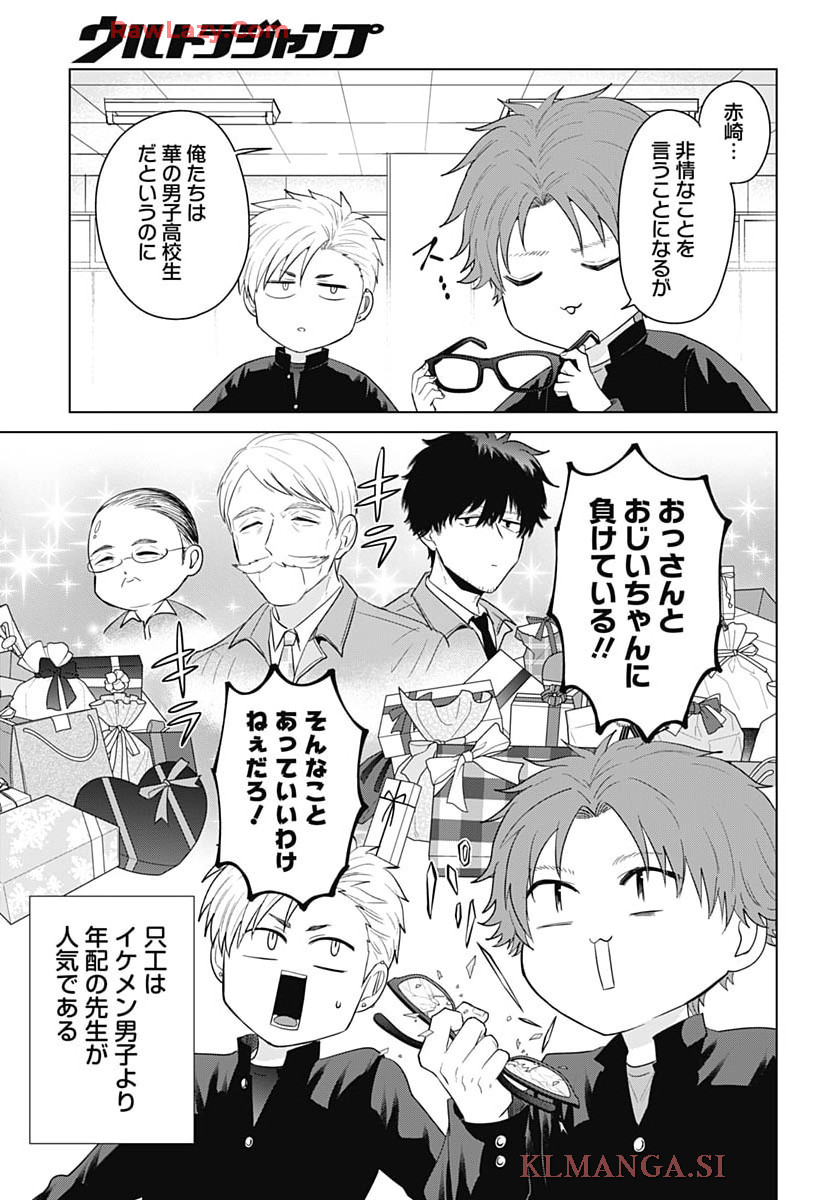 ウルトラジャンプ
RawLazy.Com
赤崎…
非情なことを
言うことになるが
俺たちは
華の男子高校生
だというのに
スッ…
おっさんと
おじいちゃんに
負けている!!
キラ
キラ
そんなこと
あっていいわけ
ねぇだろ!
只工は
イケメン男子より
年配の先生が
人気である
KLMANGA.SI